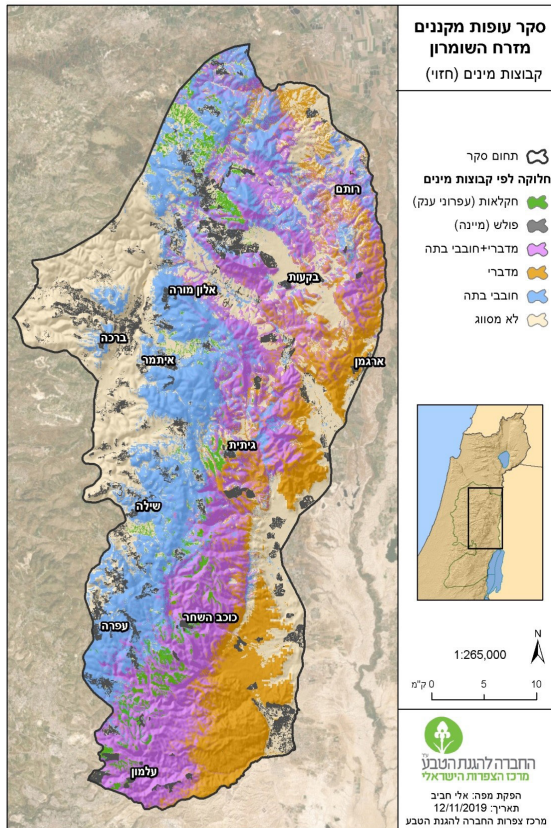 סקר עופות מקננים
מזרח השומרון
קבוצות מינים (חזוי)
תחום סקר
חלוקה לפי קבוצות מינים
חקלאות (עפרוני ענק)
פולש (מיינה)
מדברי+חובבי בתה
מדברי
חובבי בתה
לא מסווג
רותם
בקעות
אלון מורה
ברכה
איתמר
ארגמן
גיתית
שילה
כוכב השחר
עפרה
עלמון
N
1:265,000
ק"מ 0 5 10
החברה להגנת הטבע
מרכז הצפרות הישראלי
הפקת מפה: אלי חביב
תאריך: 12/11/2019
מרכז צפרות החברה להגנת הטבע